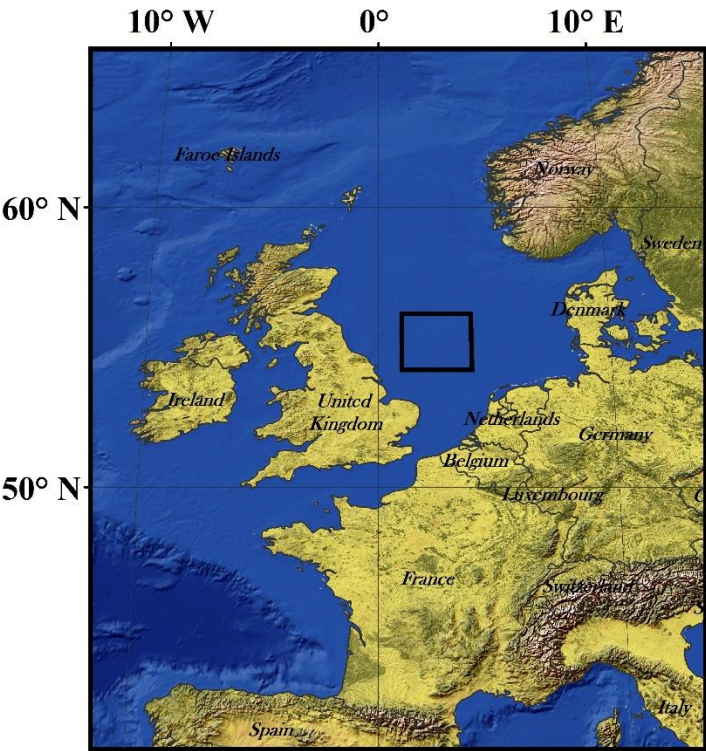 10° W 0° 10° E
Faroe Islands
Norway
60° N
Sweden
Denmark
Ireland
United
Kingdom
Netherlands
Germany
Belgium
50° N
Luxembourg
C
France
Switzerland
Italy
Spain